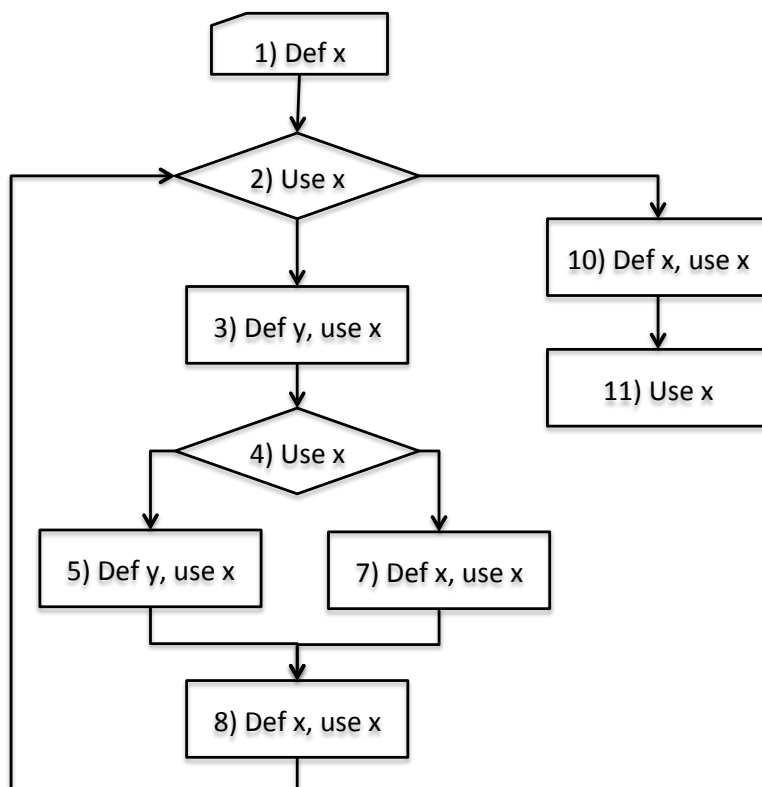 1) Def x
2) Use x
10) Def x, use x
3) Def y, use x
11) Use x
4) Use x
5) Def y, use x
7) Def x, use x
8) Def x, use x